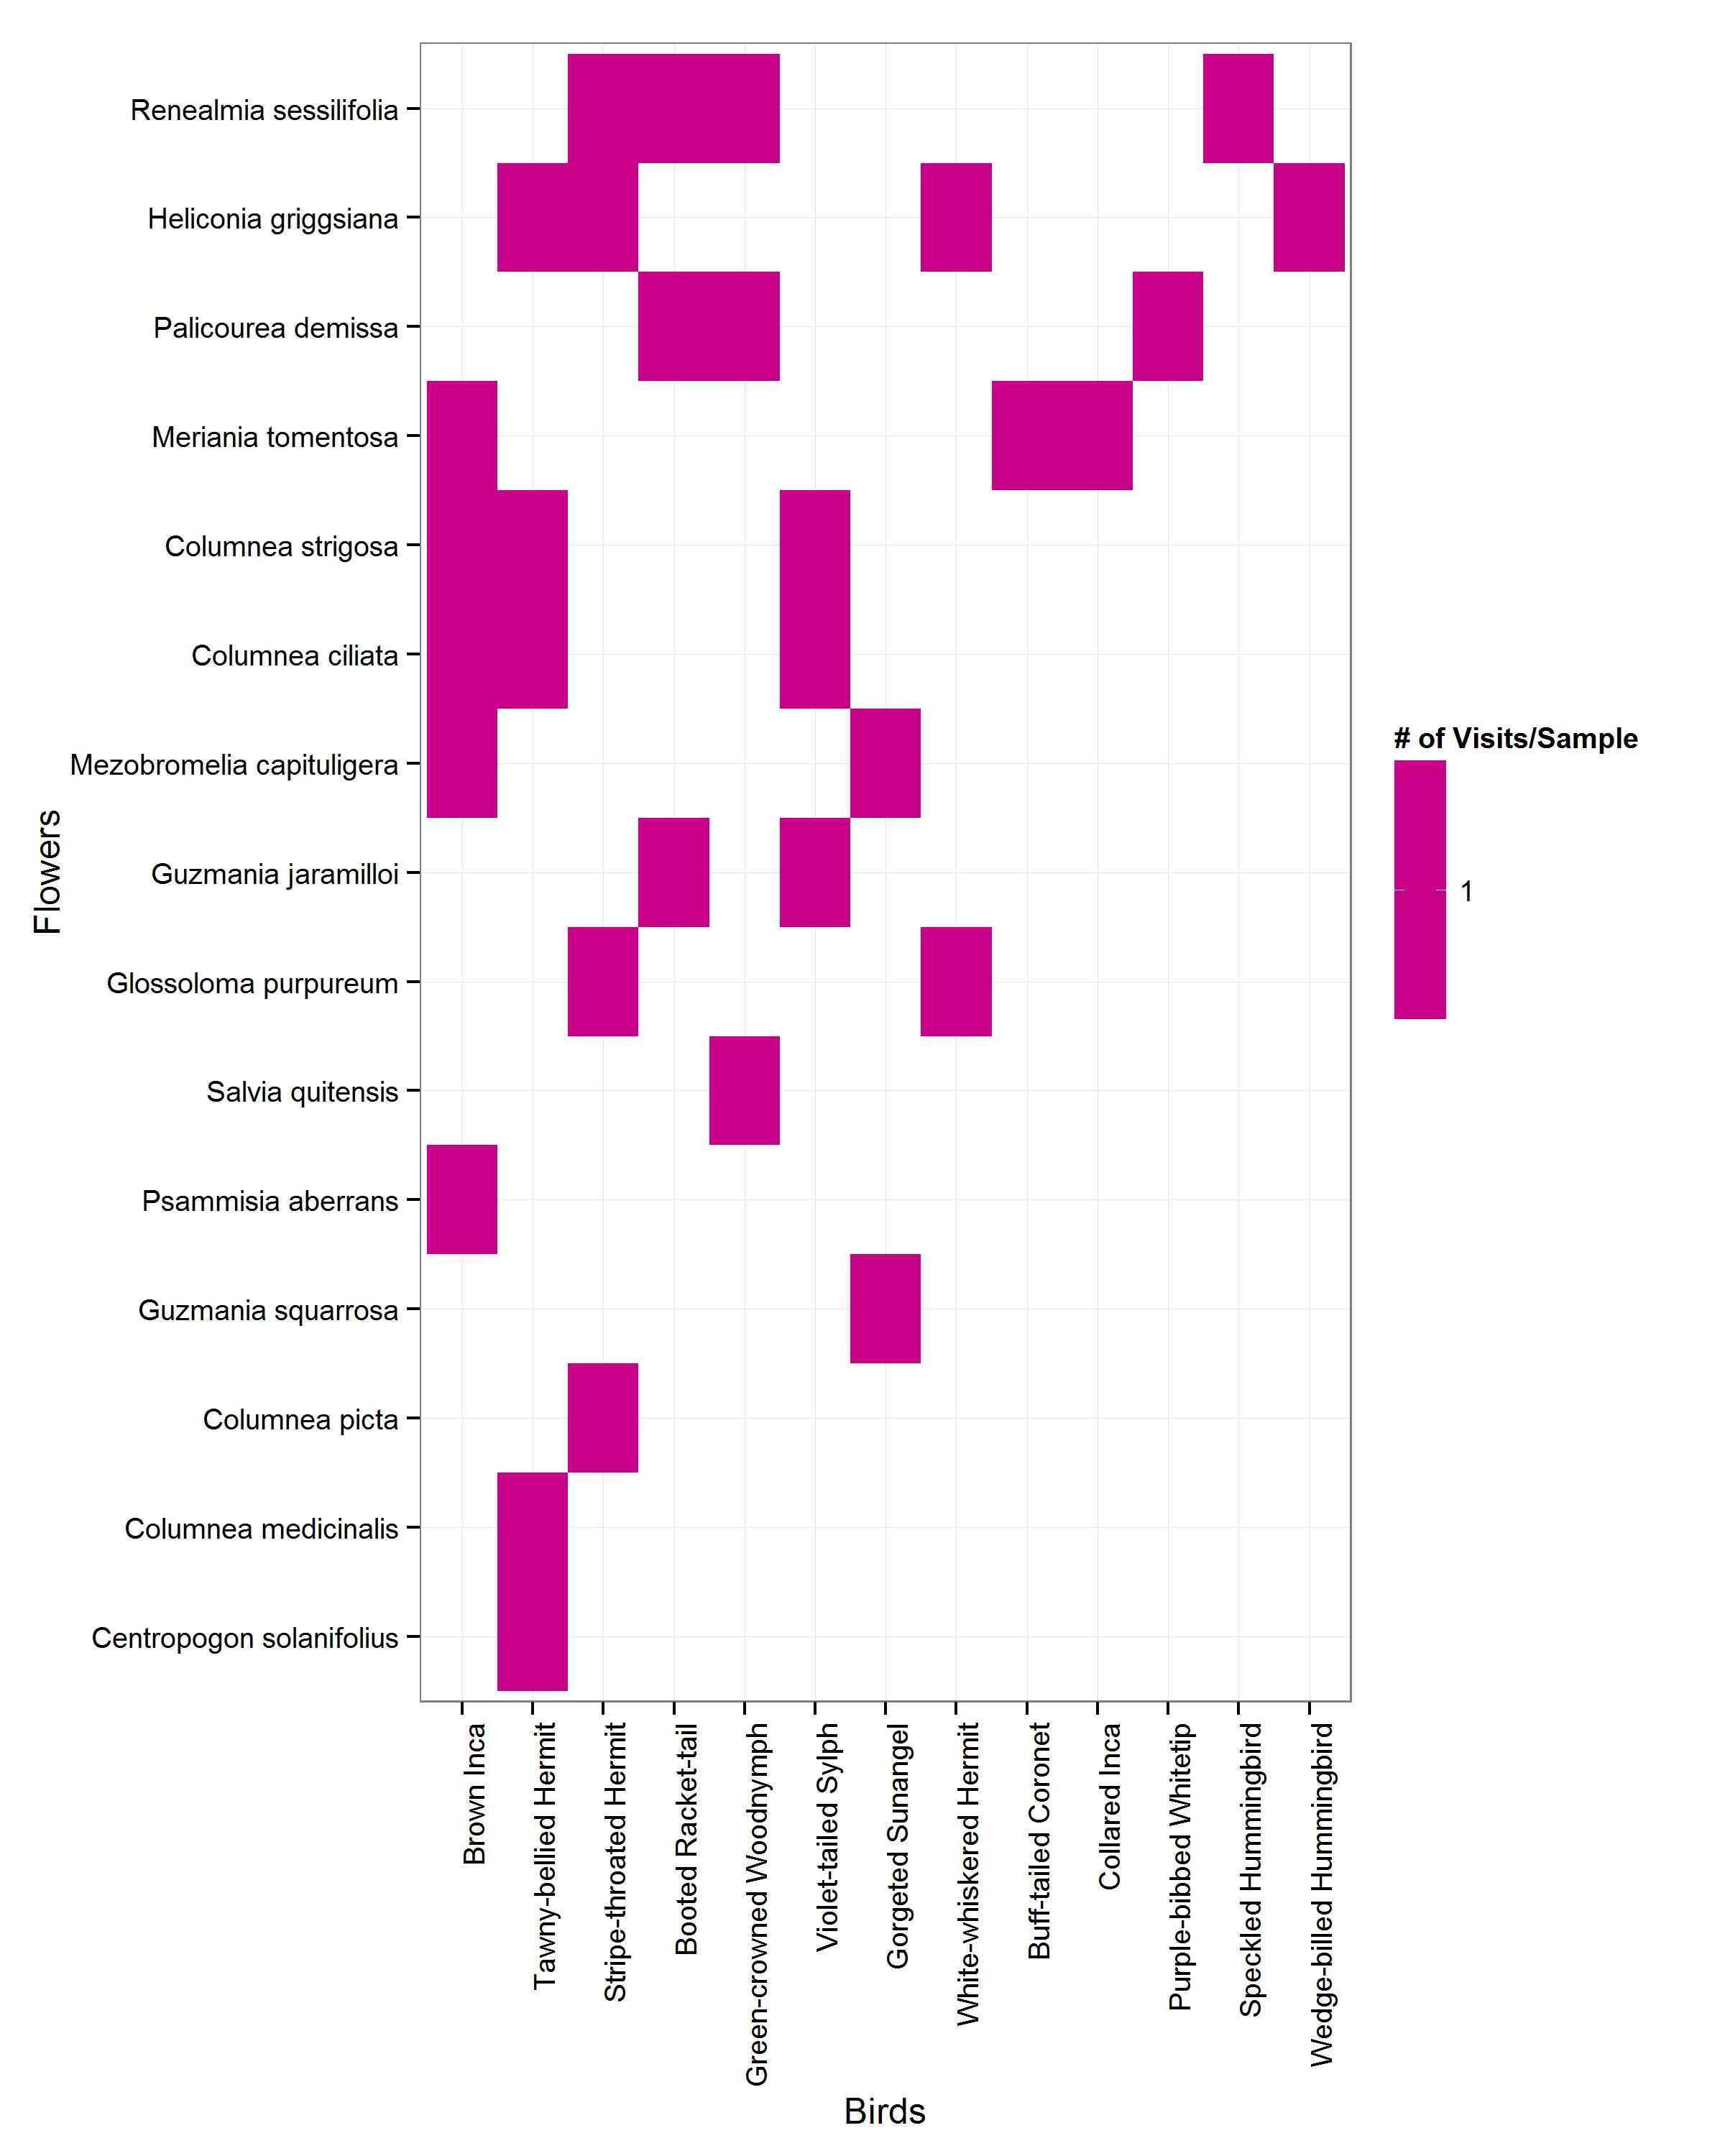 Renealmia sessilifolia
Heliconia griggsiana
Palicourea demissa
Meriania tomentosa
Columnea strigosa
Columnea ciliata
Mezobromelia capituligera
Guzmania jaramilloi
Glossoloma purpureum
Salvia quitensis
Psammisia aberrans
Guzmania squarrosa
Columnea picta
Columnea medicinalis
Centropogon solanifolius
Flowers
Brown Inca
Tawny-bellied Hermit
Stripe-throated Hermit
Booted Racket-tail
Green-crowned Woodnymph
Violet-tailed Sylph
Gorgeted Sunangel
White-whiskered Hermit
Buff-tailed Coronet
Collared Inca
Purple-bibbed Whitetip
Speckled Hummingbird
Wedge-billed Hummingbird
Birds
# of Visits/Sample
1